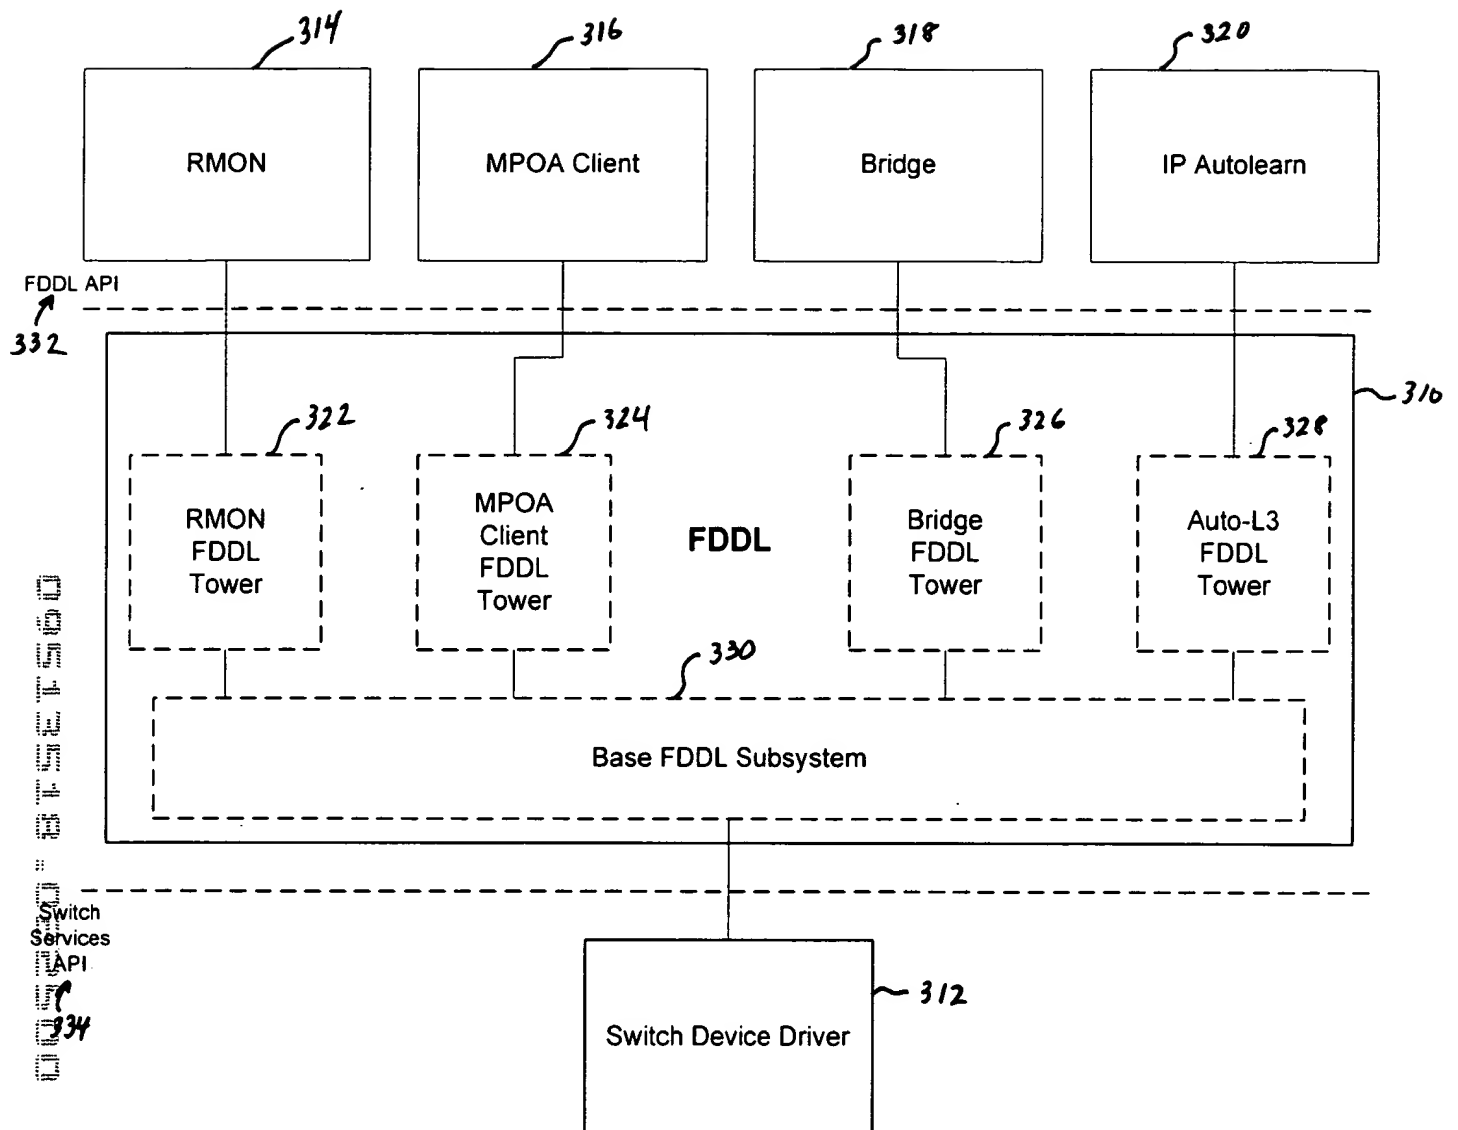 314
316
318
320
RMON
MPOA Client
Bridge
IP Autolearn
FDDL API
332
310
322
324
326
328
RMON
FDDL
Tower
MPOA
Client
FDDL
Tower
FDDL
Bridge
FDDL
Tower
Auto-L3
FDDL
Tower
330
Base FDDL Subsystem
Switch
Services
API
334
312
Switch Device Driver